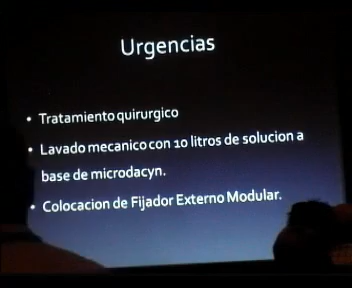 Urgencias
• Tratamiento quirurgico
• Lavado mecanico con 10 litros de solucion a
base de microdacyn.
• Colocacion de Fijador Externo Modular.